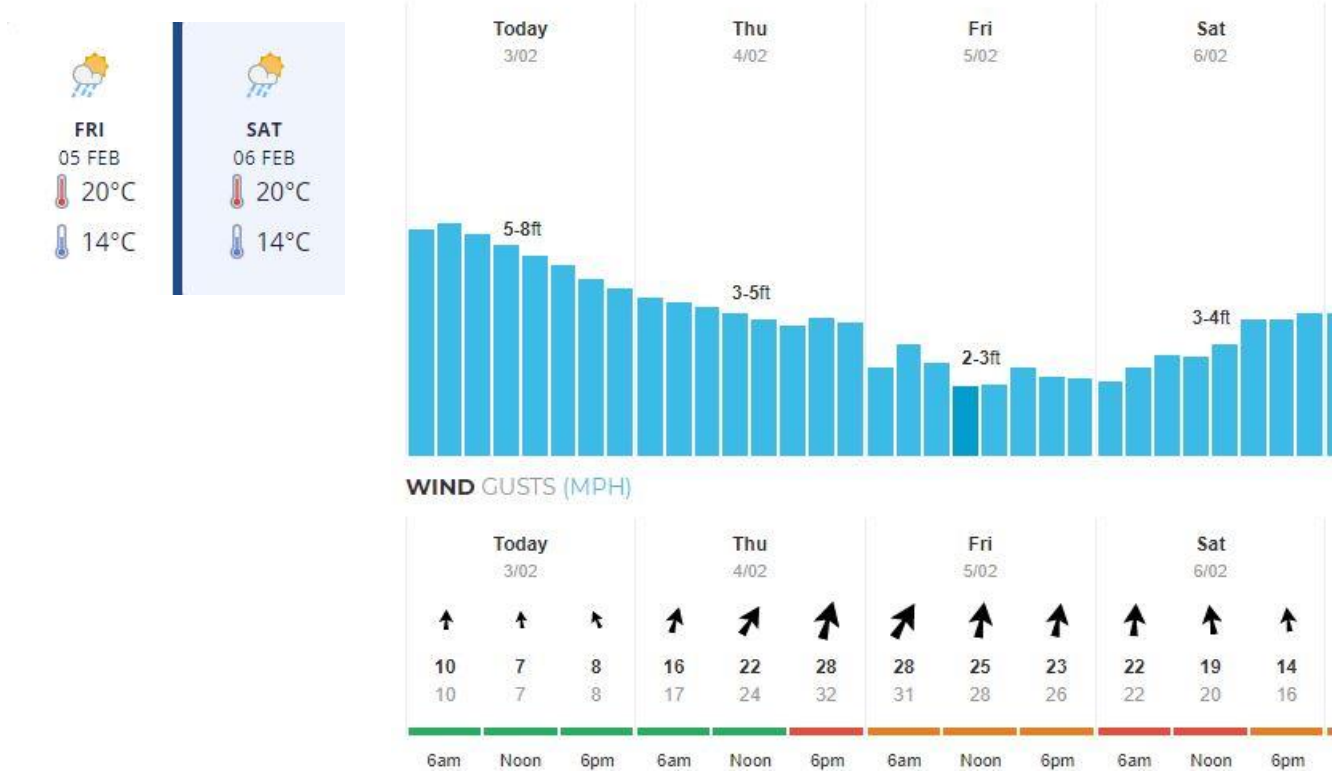 FRI
05 FEB
20°C
14°C
SAT
06 FEB
20°C
14°C
Today Thu Fri Sat
3/02 4/02 5/02 6/02
5-8ft
3-5ft
2-3ft
3-4ft
WIND GUSTS (MPH)
Today Thu Fri Sat
3/02 4/02 5/02 6/02
10 7 8 16 22 28 28 25 23 22 19 14
10 7 8 17 24 32 31 28 26 22 20 16
6am Noon 6pm 6am Noon 6pm 6am Noon 6pm 6am Noon 6pm